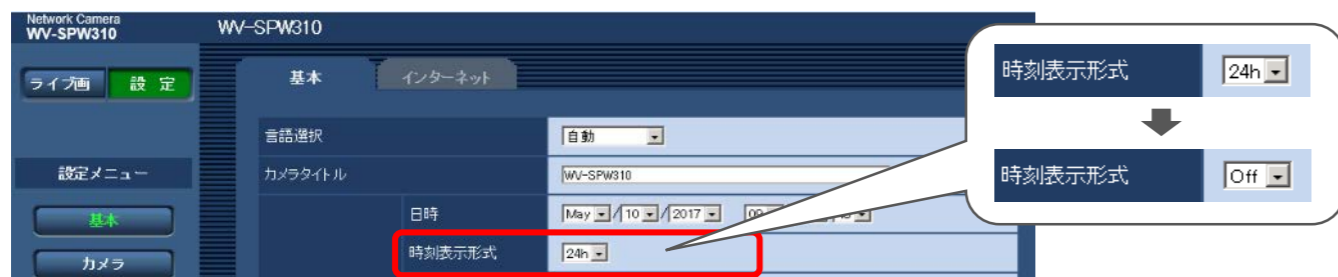 Network Camera
WV-SPW310
WV-SPW310
ライブ画
設 定
基本
インターネット
言語選択
自動
設定メニュー
カメラタイトル
WV-SPW310
基本
日時
May / 10 / 2017
カメラ
時刻表示形式
24h
時刻表示形式
24h
時刻表示形式
Off